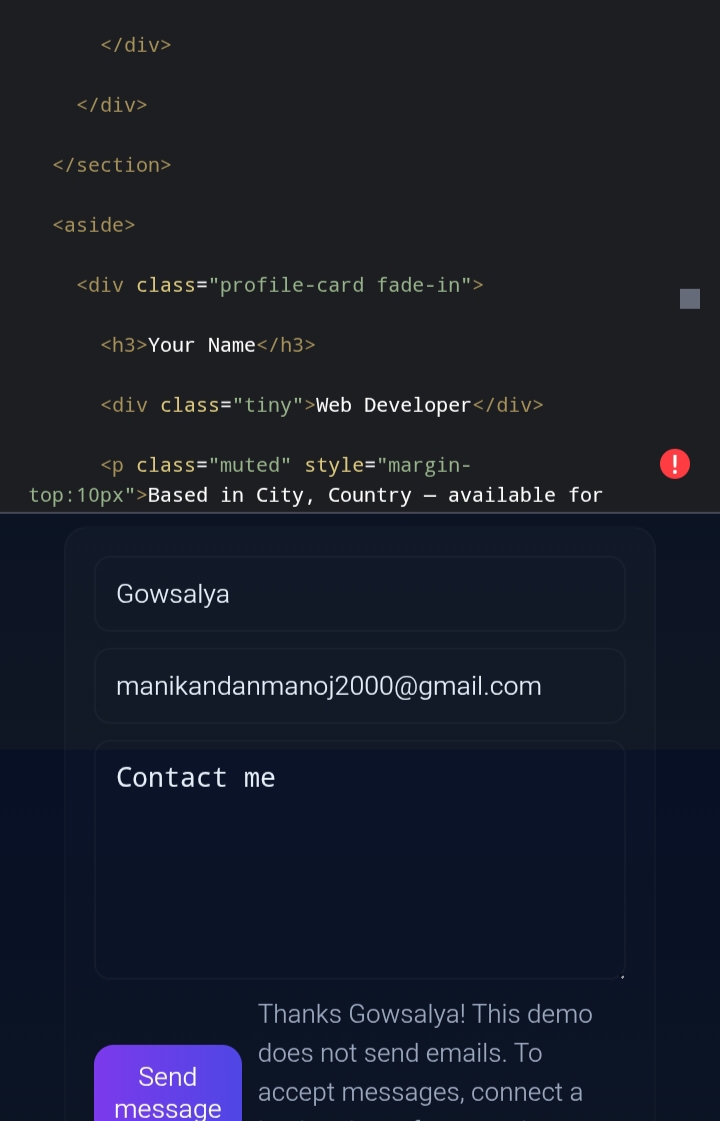 </div>
</div>
</section>
<aside>
<div class="profile-card fade-in">
<h3>Your Name</h3>
<div class="tiny">Web Developer</div>
<p class="muted" style="margin-
top:10px">Based in City, Country — available for
Gowsalya
manikandanmanoj2000@gmail.com
Contact me
Thanks Gowsalya! This demo
does not send emails. To
accept messages, connect a
Send
message